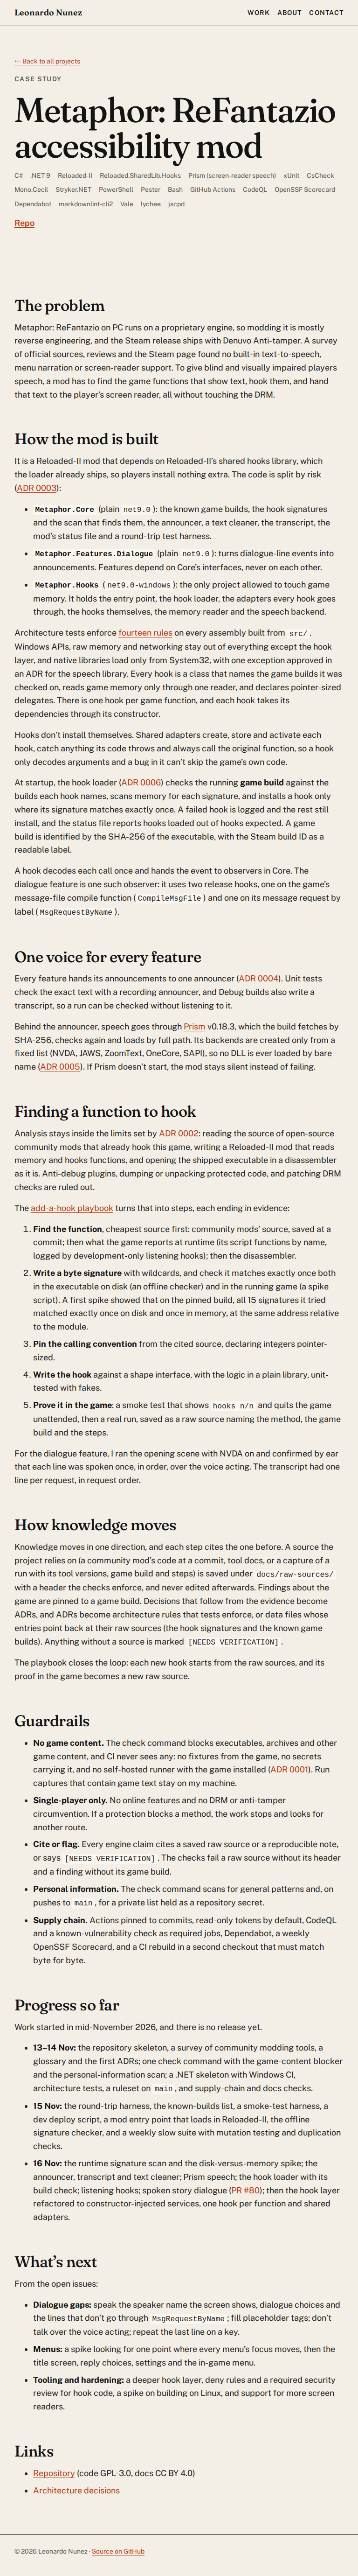 Leonardo Nunez
WORK ABOUT CONTACT
← Back to all projects
CASE STUDY
Metaphor: ReFantazio
accessibility mod
C# .NET 9 Reloaded-II Reloaded.SharedLib.Hooks Prism (screen-reader speech) xUnit CsCheck
Mono.Cecil Stryker.NET PowerShell Pester Bash GitHub Actions CodeQL OpenSSF Scorecard
Dependabot markdownlint-cli2 Vale lychee jscpd
Repo
The problem
Metaphor: ReFantazio on PC runs on a proprietary engine, so modding it is mostly
reverse engineering, and the Steam release ships with Denuvo Anti-tamper. A survey
of official sources, reviews and the Steam page found no built-in text-to-speech,
menu narration or screen-reader support. To give blind and visually impaired players
speech, a mod has to find the game functions that show text, hook them, and hand
that text to the player's screen reader, all without touching the DRM.
How the mod is built
It is a Reloaded-II mod that depends on Reloaded-II's shared hooks library, which
the loader already ships, so players install nothing extra. The code is split by risk
(ADR 0003):
• Metaphor.Core (plain net9.0): the known game builds, the hook signatures
and the scan that finds them, the announcer, a text cleaner, the transcript, the
mod's status file and a round-trip test harness.
• Metaphor.Features.Dialogue (plain net9.0): turns dialogue-line events into
announcements. Features depend on Core's interfaces, never on each other.
• Metaphor.Hooks (net9.0-windows): the only project allowed to touch game
memory. It holds the entry point, the hook loader, the adapters every hook goes
through, the hooks themselves, the memory reader and the speech backend.
Architecture tests enforce fourteen rules on every assembly built from src/.
Windows APIs, raw memory and networking stay out of everything except the hook
layer, and native libraries load only from System32, with one exception approved in
an ADR for the speech library. Every hook is a class that names the game builds it was
checked on, reads game memory only through one reader, and declares pointer-sized
delegates. There is one hook per game function, and each hook takes its
dependencies through its constructor.
Hooks don't install themselves. Shared adapters create, store and activate each
hook, catch anything its code throws and always call the original function, so a hook
only decodes arguments and a bug in it can't skip the game's own code.
At startup, the hook loader (ADR 0006) checks the running game build against the
builds each hook names, scans memory for each signature, and installs a hook only
where its signature matches exactly once. A failed hook is logged and the rest still
install, and the status file reports hooks loaded out of hooks expected. A game
build is identified by the SHA-256 of the executable, with the Steam build ID as a
readable label.
A hook decodes each call once and hands the event to observers in Core. The
dialogue feature is one such observer: it uses two release hooks, one on the game's
message-file compile function (CompileMsgFile) and one on its message request by
label (MsgRequestByName).
One voice for every feature
Every feature hands its announcements to one announcer (ADR 0004). Unit tests
check the exact text with a recording announcer, and Debug builds also write a
transcript, so a run can be checked without listening to it.
Behind the announcer, speech goes through Prism v0.18.3, which the build fetches by
SHA-256, checks again and loads by full path. Its backends are created only from a
fixed list (NVDA, JAWS, ZoomText, OneCore, SAPI), so no DLL is ever loaded by bare
name (ADR 0005). If Prism doesn't start, the mod stays silent instead of failing.
Finding a function to hook
Analysis stays inside the limits set by ADR 0002: reading the source of open-source
community mods that already hook this game, writing a Reloaded-II mod that reads
memory and hooks functions, and opening the shipped executable in a disassembler
as it is. Anti-debug plugins, dumping or unpacking protected code, and patching DRM
checks are ruled out.
The add-a-hook playbook turns that into steps, each ending in evidence:
1. Find the function, cheapest source first: community mods' source, saved at a
commit; then what the game reports at runtime (its script functions by name,
logged by development-only listening hooks); then the disassembler.
2. Write a byte signature with wildcards, and check it matches exactly once both
in the executable on disk (an offline checker) and in the running game (a spike
script). A first spike showed that on the pinned build, all 15 signatures it tried
matched exactly once on disk and once in memory, at the same address relative
to the module.
3. Pin the calling convention from the cited source, declaring integers pointer-
sized.
4. Write the hook against a shape interface, with the logic in a plain library, unit-
tested with fakes.
5. Prove it in the game: a smoke test that shows hooks n/n and quits the game
unattended, then a real run, saved as a raw source naming the method, the game
build and the steps.
For the dialogue feature, I ran the opening scene with NVDA on and confirmed by ear
that each line was spoken once, in order, over the voice acting. The transcript had one
line per request, in request order.
How knowledge moves
Knowledge moves in one direction, and each step cites the one before. A source the
project relies on (a community mod's code at a commit, tool docs, or a capture of a
run with its tool versions, game build and steps) is saved under docs/raw-sources/
with a header the checks enforce, and never edited afterwards. Findings about the
game are pinned to a game build. Decisions that follow from the evidence become
ADRs, and ADRs become architecture rules that tests enforce, or data files whose
entries point back at their raw sources (the hook signatures and the known game
builds). Anything without a source is marked [NEEDS VERIFICATION].
The playbook closes the loop: each new hook starts from the raw sources, and its
proof in the game becomes a new raw source.
Guardrails
• No game content. The check command blocks executables, archives and other
game content, and CI never sees any: no fixtures from the game, no secrets
carrying it, and no self-hosted runner with the game installed (ADR 0001). Run
captures that contain game text stay on my machine.
• Single-player only. No online features and no DRM or anti-tamper
circumvention. If a protection blocks a method, the work stops and looks for
another route.
• Cite or flag. Every engine claim cites a saved raw source or a reproducible note,
or says [NEEDS VERIFICATION]. The checks fail a raw source without its header
and a finding without its game build.
• Personal information. The check command scans for general patterns and, on
pushes to main, for a private list held as a repository secret.
• Supply chain. Actions pinned to commits, read-only tokens by default, CodeQL
and a known-vulnerability check as required jobs, Dependabot, a weekly
OpenSSF Scorecard, and a CI rebuild in a second checkout that must match
byte for byte.
Progress so far
Work started in mid-November 2026, and there is no release yet.
• 13–14 Nov: the repository skeleton, a survey of community modding tools, a
glossary and the first ADRs; one check command with the game-content blocker
and the personal-information scan; a .NET skeleton with Windows CI,
architecture tests, a ruleset on main, and supply-chain and docs checks.
• 15 Nov: the round-trip harness, the known-builds list, a smoke-test harness, a
dev deploy script, a mod entry point that loads in Reloaded-II, the offline
signature checker, and a weekly slow suite with mutation testing and duplication
checks.
• 16 Nov: the runtime signature scan and the disk-versus-memory spike; the
announcer, transcript and text cleaner; Prism speech; the hook loader with its
build check; listening hooks; spoken story dialogue (PR #80); then the hook layer
refactored to constructor-injected services, one hook per function and shared
adapters.
What's next
From the open issues:
• Dialogue gaps: speak the speaker name the screen shows, dialogue choices and
the lines that don't go through MsgRequestByName; fill placeholder tags; don't
talk over the voice acting; repeat the last line on a key.
• Menus: a spike looking for one point where every menu's focus moves, then the
title screen, reply choices, settings and the in-game menu.
• Tooling and hardening: a deeper hook layer, deny rules and a required security
review for hook code, a spike on building on Linux, and support for more screen
readers.
Links
• Repository (code GPL-3.0, docs CC BY 4.0)
• Architecture decisions
© 2026 Leonardo Nunez · Source on GitHub